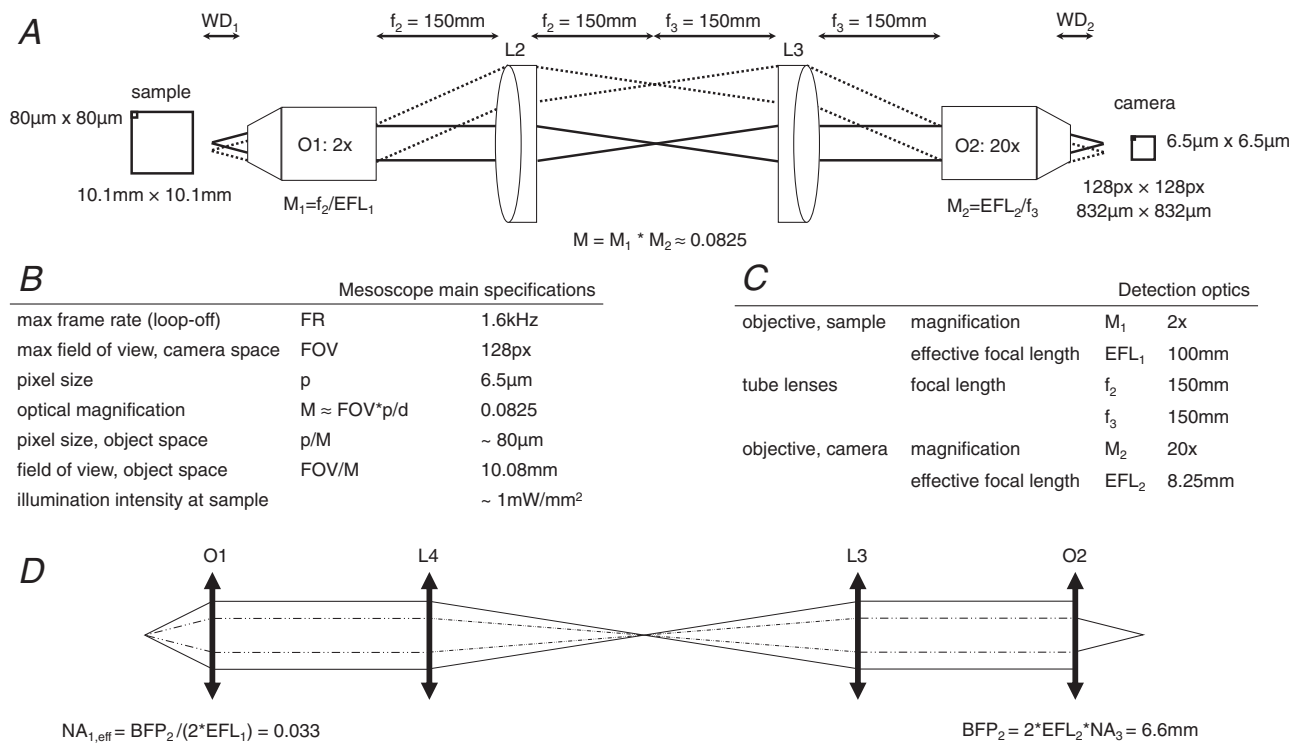 A
WD1
f2 = 150mm
f2 = 150mm
f3 = 150mm
f3 = 150mm
WD2
L2
L3
sample
80µm x 80µm
10.1mm × 10.1mm
O1: 2x
M1=f2/EFL1
O2: 20x
M2=EFL2/f3
camera
6.5µm x 6.5µm
128px × 128px
832µm × 832µm
M = M1 * M2 ≈ 0.0825
B
Mesoscope main specifications
max frame rate (loop-off) FR 1.6kHz
max field of view, camera space FOV 128px
pixel size p 6.5µm
optical magnification M ≈ FOV*p/d 0.0825
pixel size, object space p/M ~ 80µm
field of view, object space FOV/M 10.08mm
illumination intensity at sample ~ 1mW/mm²
C
Detection optics
objective, sample magnification M1 2x
effective focal length EFL1 100mm
tube lenses focal length f2 150mm
f3 150mm
objective, camera magnification M2 20x
effective focal length EFL2 8.25mm
D
O1
L4
L3
O2
NA1,eff = BFP2/(2*EFL1) = 0.033
BFP2 = 2*EFL2*NA3 = 6.6mm